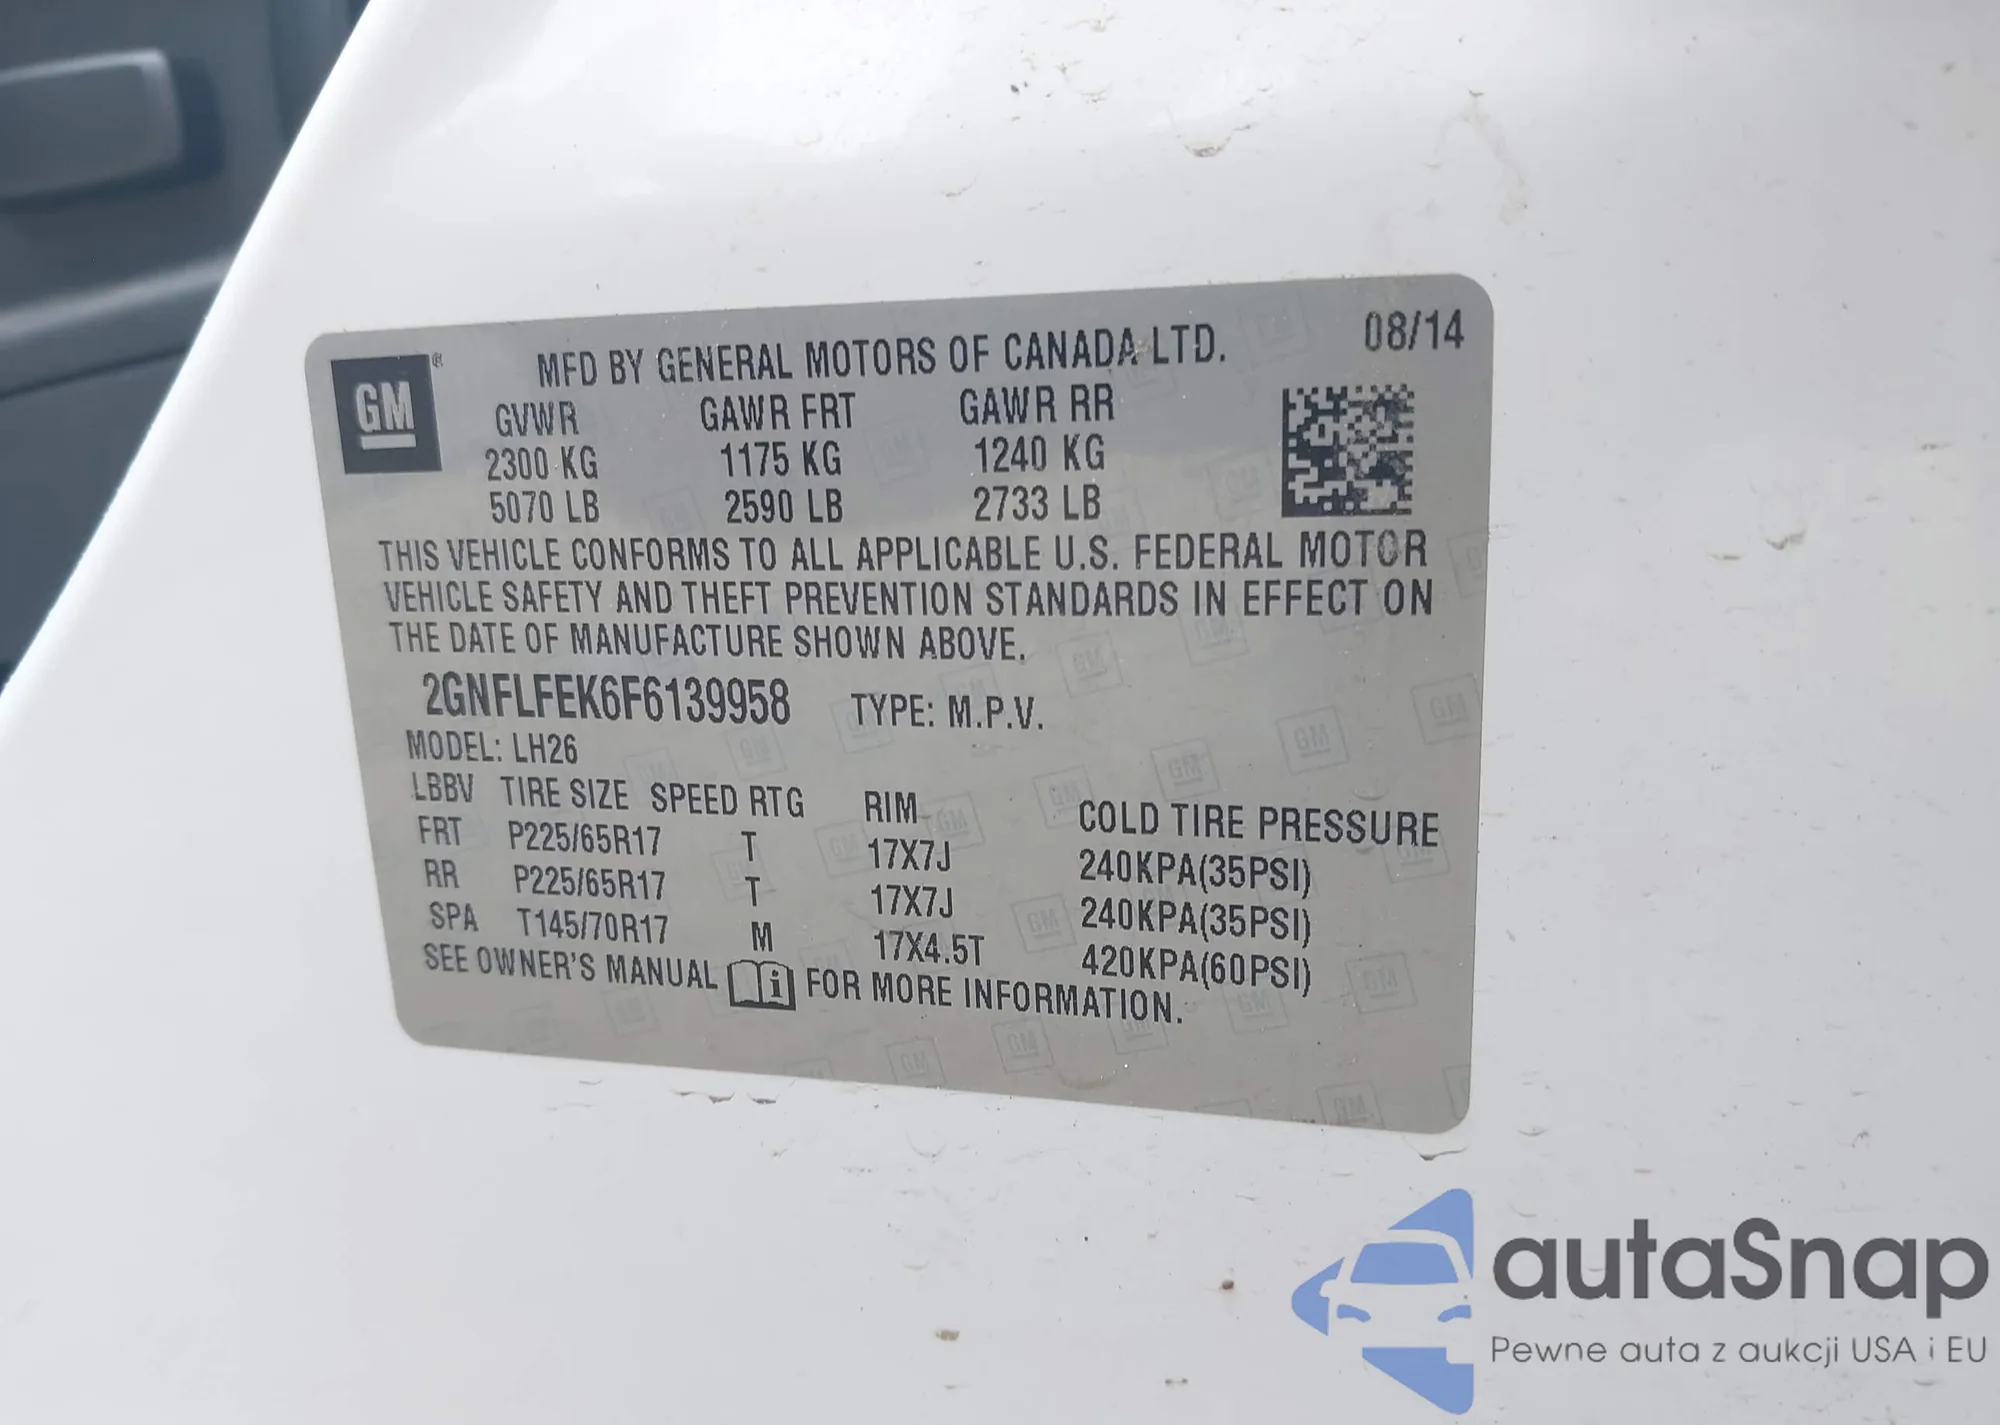 GM®
MFD BY GENERAL MOTORS OF CANADA LTD.
08/14
GVWR GAWR FRT GAWR RR
2300 KG 1175 KG 1240 KG
5070 LB 2590 LB 2733 LB
THIS VEHICLE CONFORMS TO ALL APPLICABLE U.S. FEDERAL MOTOR
VEHICLE SAFETY AND THEFT PREVENTION STANDARDS IN EFFECT ON
THE DATE OF MANUFACTURE SHOWN ABOVE.
2GNFLFEK6F6139958 TYPE: M.P.V.
MODEL: LH26
LBBV TIRE SIZE SPEED RTG RIM COLD TIRE PRESSURE
FRT P225/65R17 T 17X7J 240KPA(35PSI)
RR P225/65R17 T 17X7J 240KPA(35PSI)
SPA T145/70R17 M 17X4.5T 420KPA(60PSI)
SEE OWNER'S MANUAL i FOR MORE INFORMATION.
autaSnap
Pewne auta z aukcji USA i EU